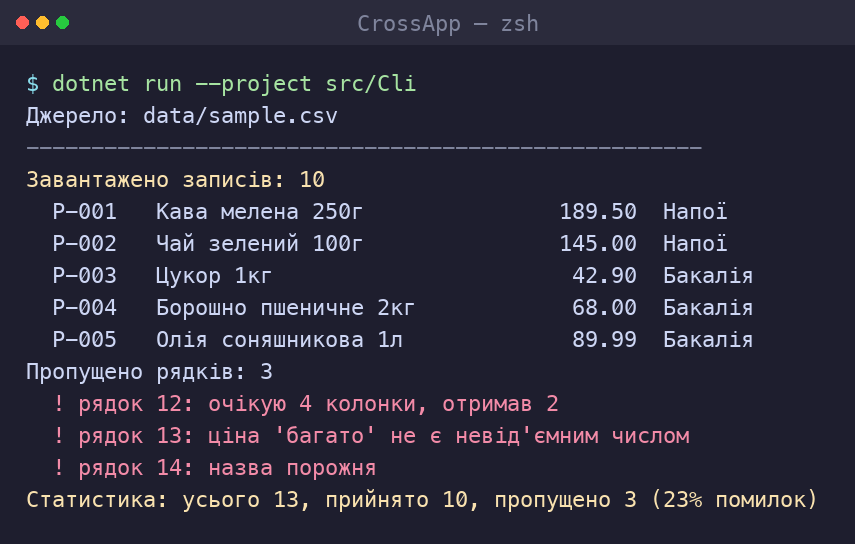 CrossApp — zsh
$ dotnet run --project src/Cli
Джерело: data/sample.csv
────────────────────────────────────────────────────
Завантажено записів: 10
  P-001   Кава мелена 250г               189.50  Напої
  P-002   Чай зелений 100г               145.00  Напої
  P-003   Цукор 1кг                       42.90  Бакалія
  P-004   Борошно пшеничне 2кг            68.00  Бакалія
  P-005   Олія соняшникова 1л             89.99  Бакалія
Пропущено рядків: 3
  ! рядок 12: очікую 4 колонки, отримав 2
  ! рядок 13: ціна 'багато' не є невід'ємним числом
  ! рядок 14: назва порожня
Статистика: усього 13, прийнято 10, пропущено 3 (23% помилок)